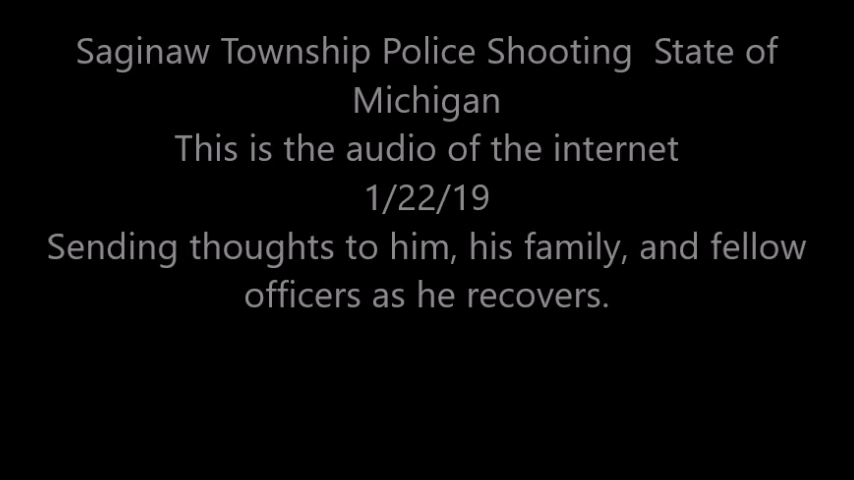 Saginaw Township Police Shooting  State of
Michigan
This is the audio of the internet
1/22/19
Sending thoughts to him, his family, and fellow
officers as he recovers.